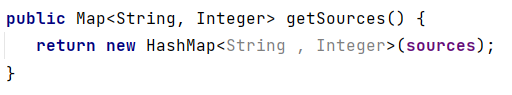 public Map<String, Integer> getSources() {
return new HashMap<String , Integer>(sources);
}